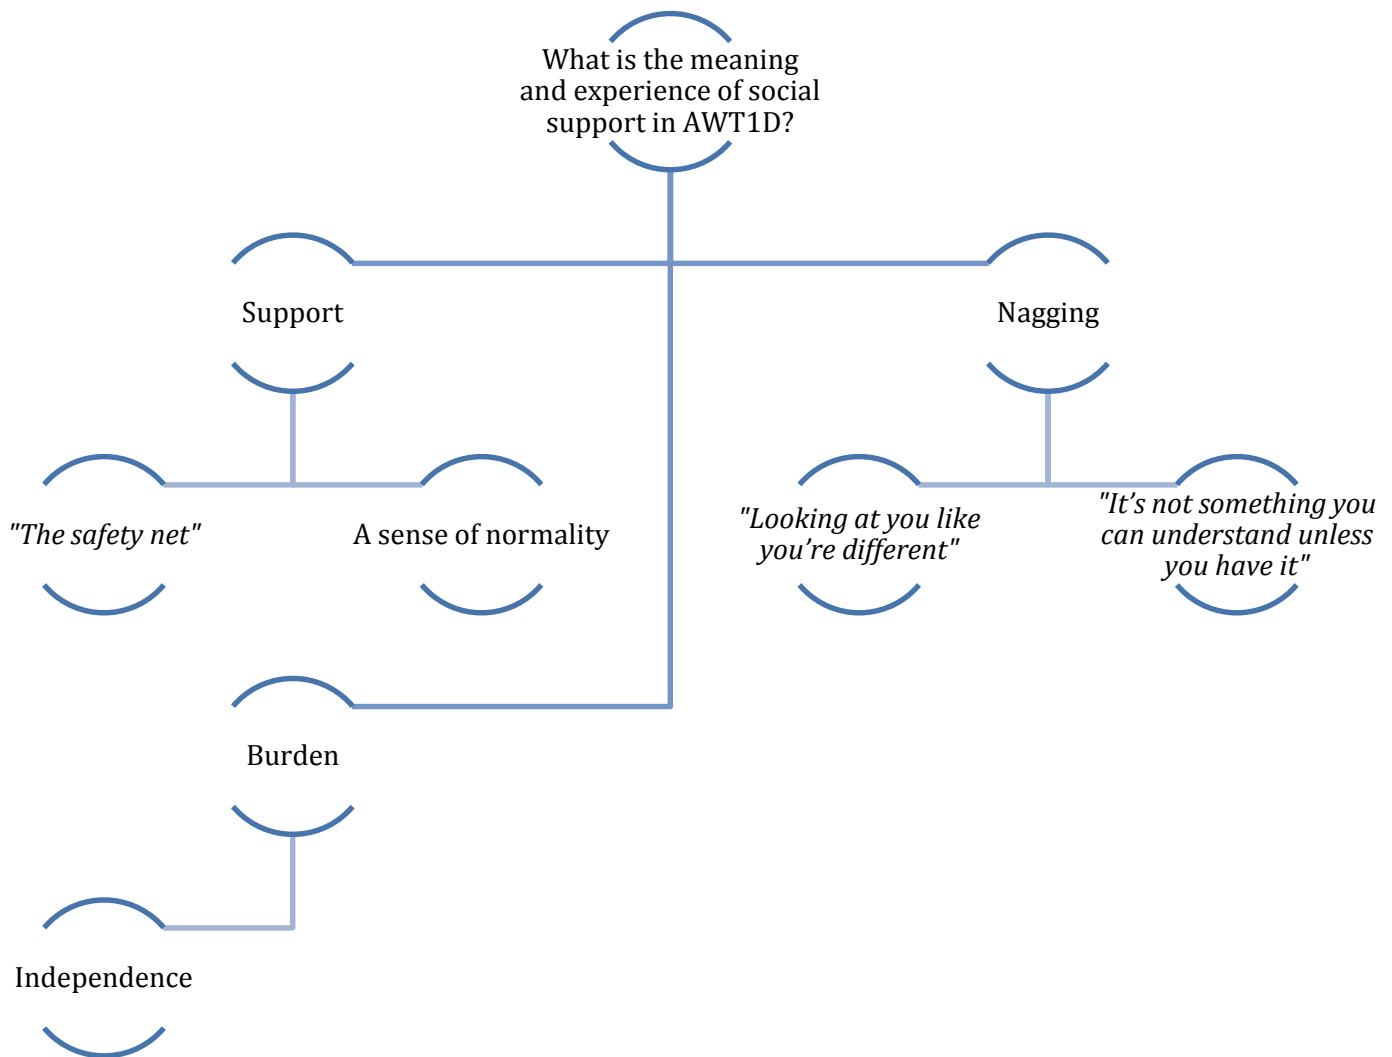 What is the meaning
and experience of social
support in AWT1D?
Support
Nagging
"The safety net"
A sense of normality
"Looking at you like
you’re different"
"It’s not something you
can understand unless
you have it"
Burden
Independence